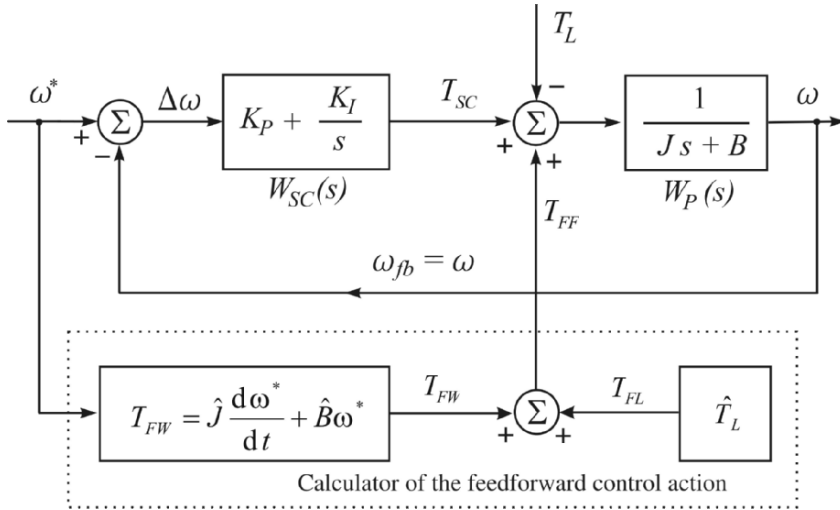 T_L
ω*
Δω
K_P + K_I / s
T_SC
1 / J s + B
ω
Σ
Σ
+
−
+
−
+
W_SC(s)
W_P(s)
T_FF
ω_fb = ω
T_FW = Ĵ dω* / dt + B̂ω*
T_FW
Σ
+
+
T_FL
T̂_L
Calculator of the feedforward control action